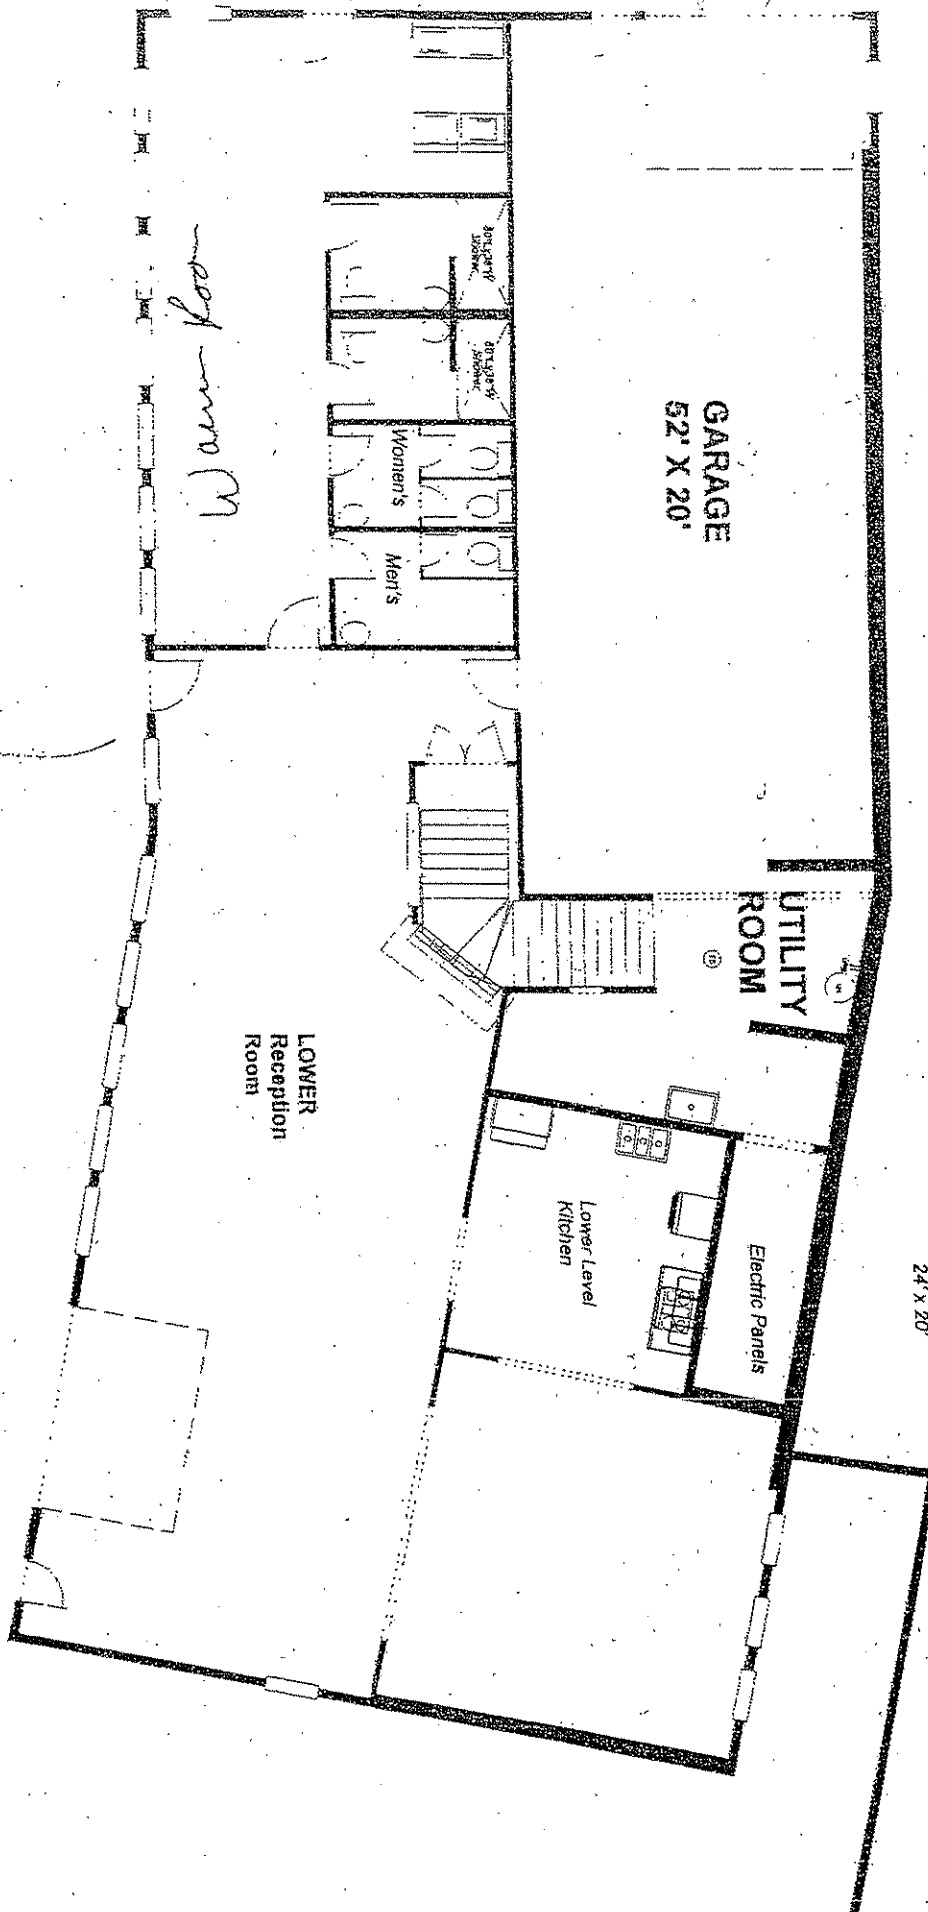 GARAGE
52' X 20'
UTILITY
ROOM
Women's
Men's
Warm Room
LOWER
Reception
Room
Lower Level
Kitchen
Electric Panels
24' x 20'